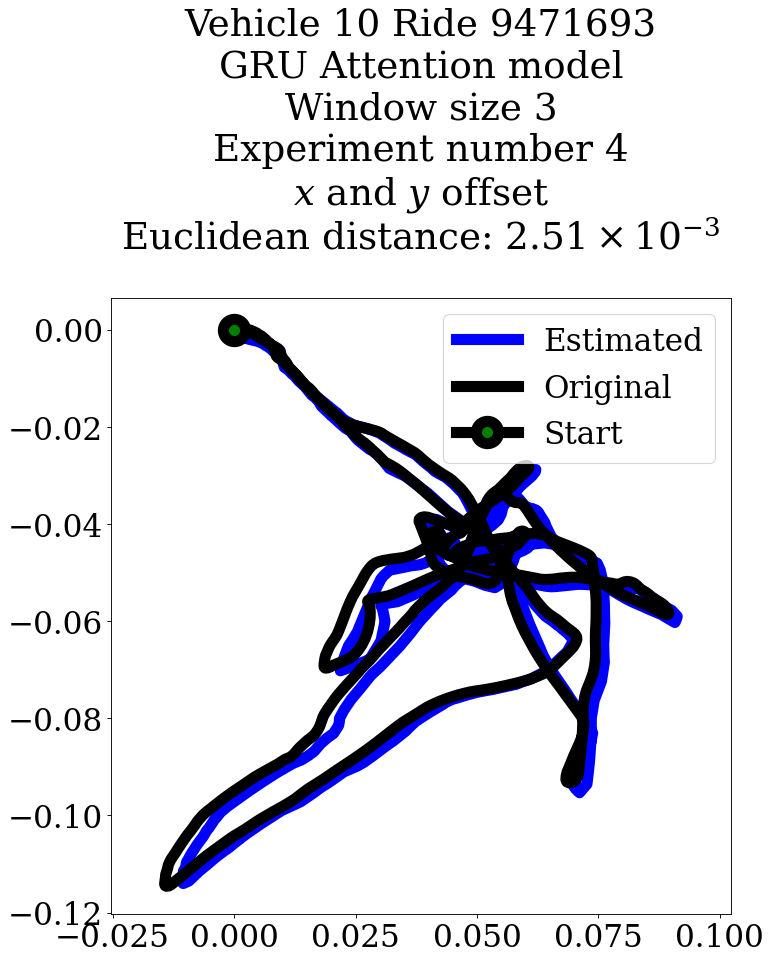 Vehicle 10 Ride 9471693
GRU Attention model
Window size 3
Experiment number 4
x and y offset
Euclidean distance: 2.51 × 10⁻³
Estimated
Original
Start
0.00
−0.02
−0.04
−0.06
−0.08
−0.10
−0.12
−0.025 0.000 0.025 0.050 0.075 0.100